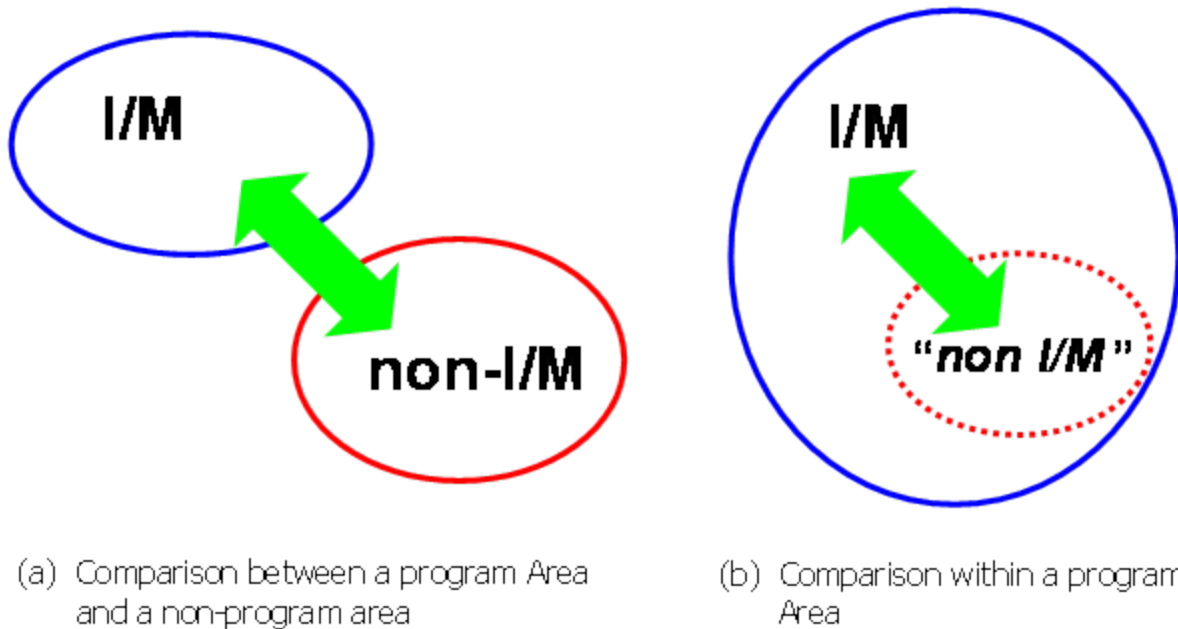 I/M
non-I/M
(a) Comparison between a program Area
and a non-program area
I/M
“non I/M”
(b) Comparison within a program
Area